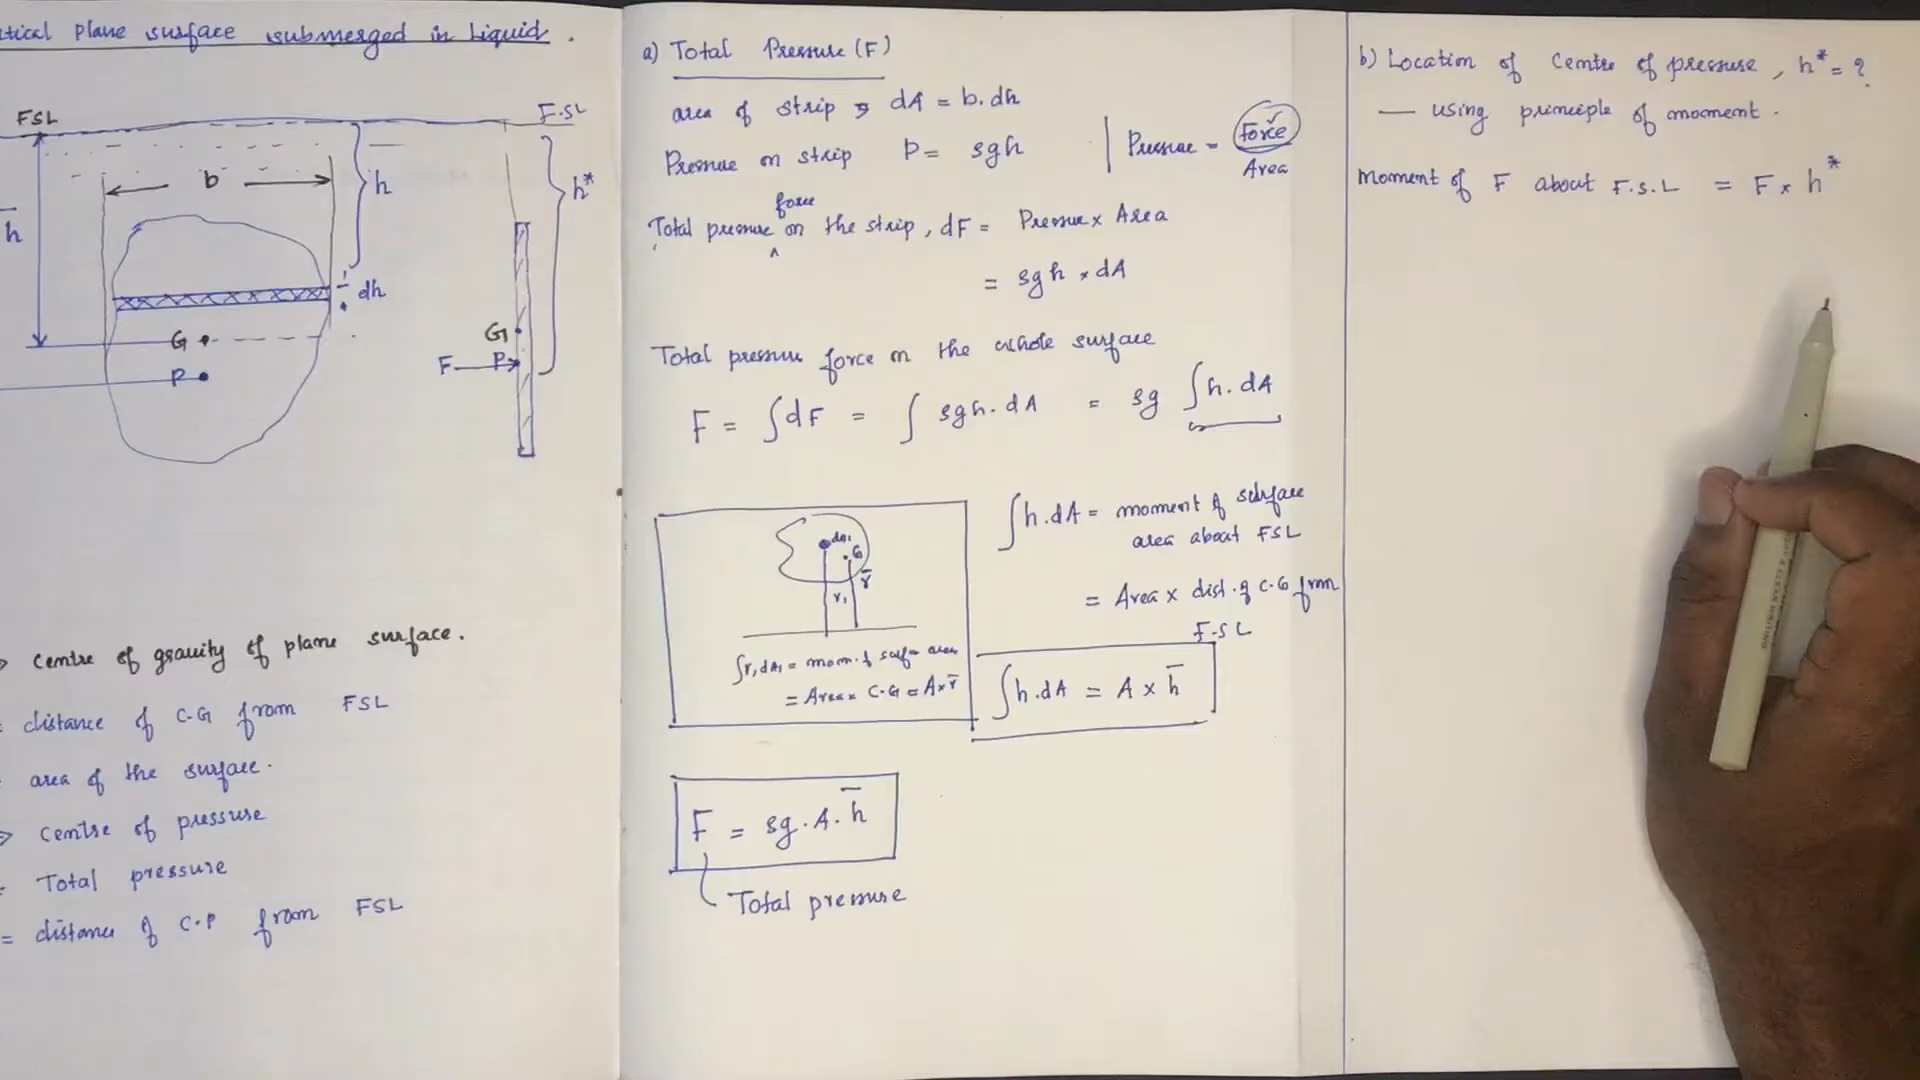 tical plane surface submerged in Liquid .
FSL
F.SL
b
h
h*
h̄
dh
G
P
G
F
P
Centre of gravity of plane surface.
distance of C.G from FSL
area of the surface.
Centre of pressure
Total pressure
= distance of C.P from FSL
a) Total Pressure (F)
area of strip → dA = b. dh
Pressure on strip P = ρgh
Pressure = Force
Area
force
Total pressure ^ on the strip, dF = Pressure x Area
= ρgh x dA
Total pressure force on the whole surface
F = ∫dF = ∫ ρgh. dA = ρg ∫h. dA
dA₁
G
r̄
r₁
∫r₁dA₁ = mom. of surface area
= Area x C.G = A x r̄
∫h.dA = moment of surface
area about FSL
= Area x dist. of C.G from
F.SL
∫h.dA = A x h̄
F = ρg . A . h̄
Total pressure
b) Location of Centre of pressure , h* = ?
— using principle of moment .
Moment of F about F.S.L = F x h*